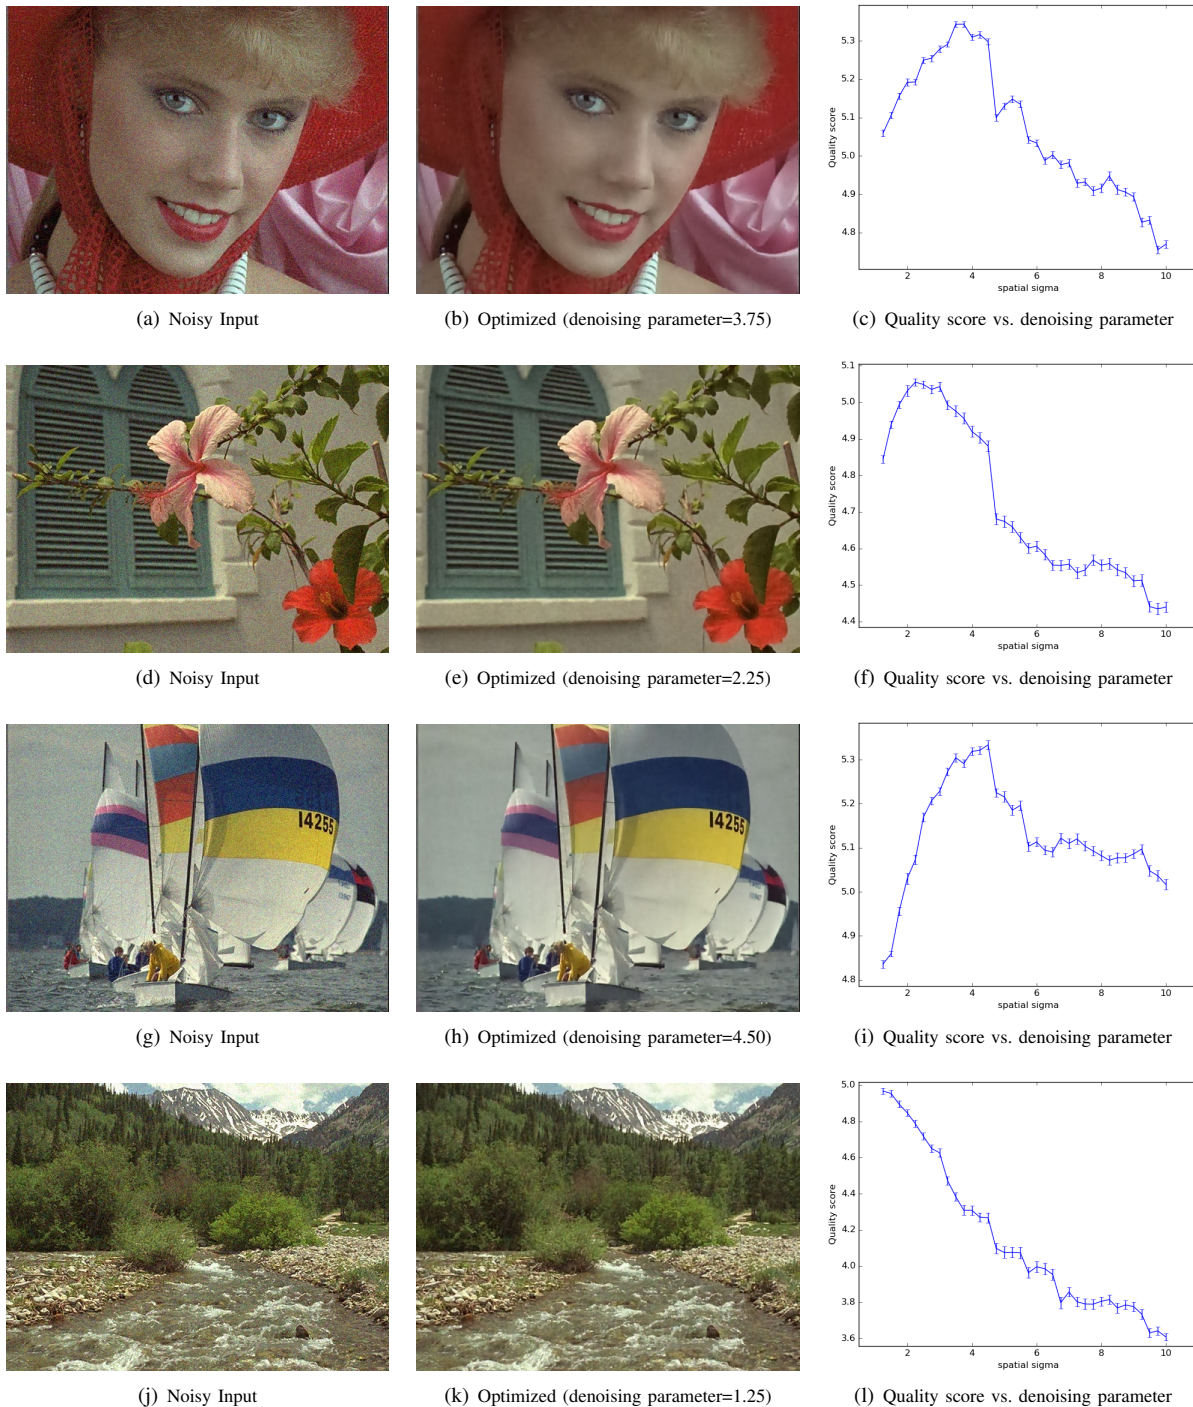 5.3
5.2
5.1
5.0
4.9
4.8
Quality score
2 4 6 8 10
spatial sigma
(a) Noisy Input
(b) Optimized (denoising parameter=3.75)
(c) Quality score vs. denoising parameter
5.1
5.0
4.9
4.8
4.7
4.6
4.5
4.4
Quality score
2 4 6 8 10
spatial sigma
(d) Noisy Input
(e) Optimized (denoising parameter=2.25)
(f) Quality score vs. denoising parameter
14255
14255
5.3
5.2
5.1
5.0
4.9
4.8
Quality score
2 4 6 8 10
spatial sigma
(g) Noisy Input
(h) Optimized (denoising parameter=4.50)
(i) Quality score vs. denoising parameter
5.0
4.8
4.6
4.4
4.2
4.0
3.8
3.6
Quality score
2 4 6 8 10
spatial sigma
(j) Noisy Input
(k) Optimized (denoising parameter=1.25)
(l) Quality score vs. denoising parameter